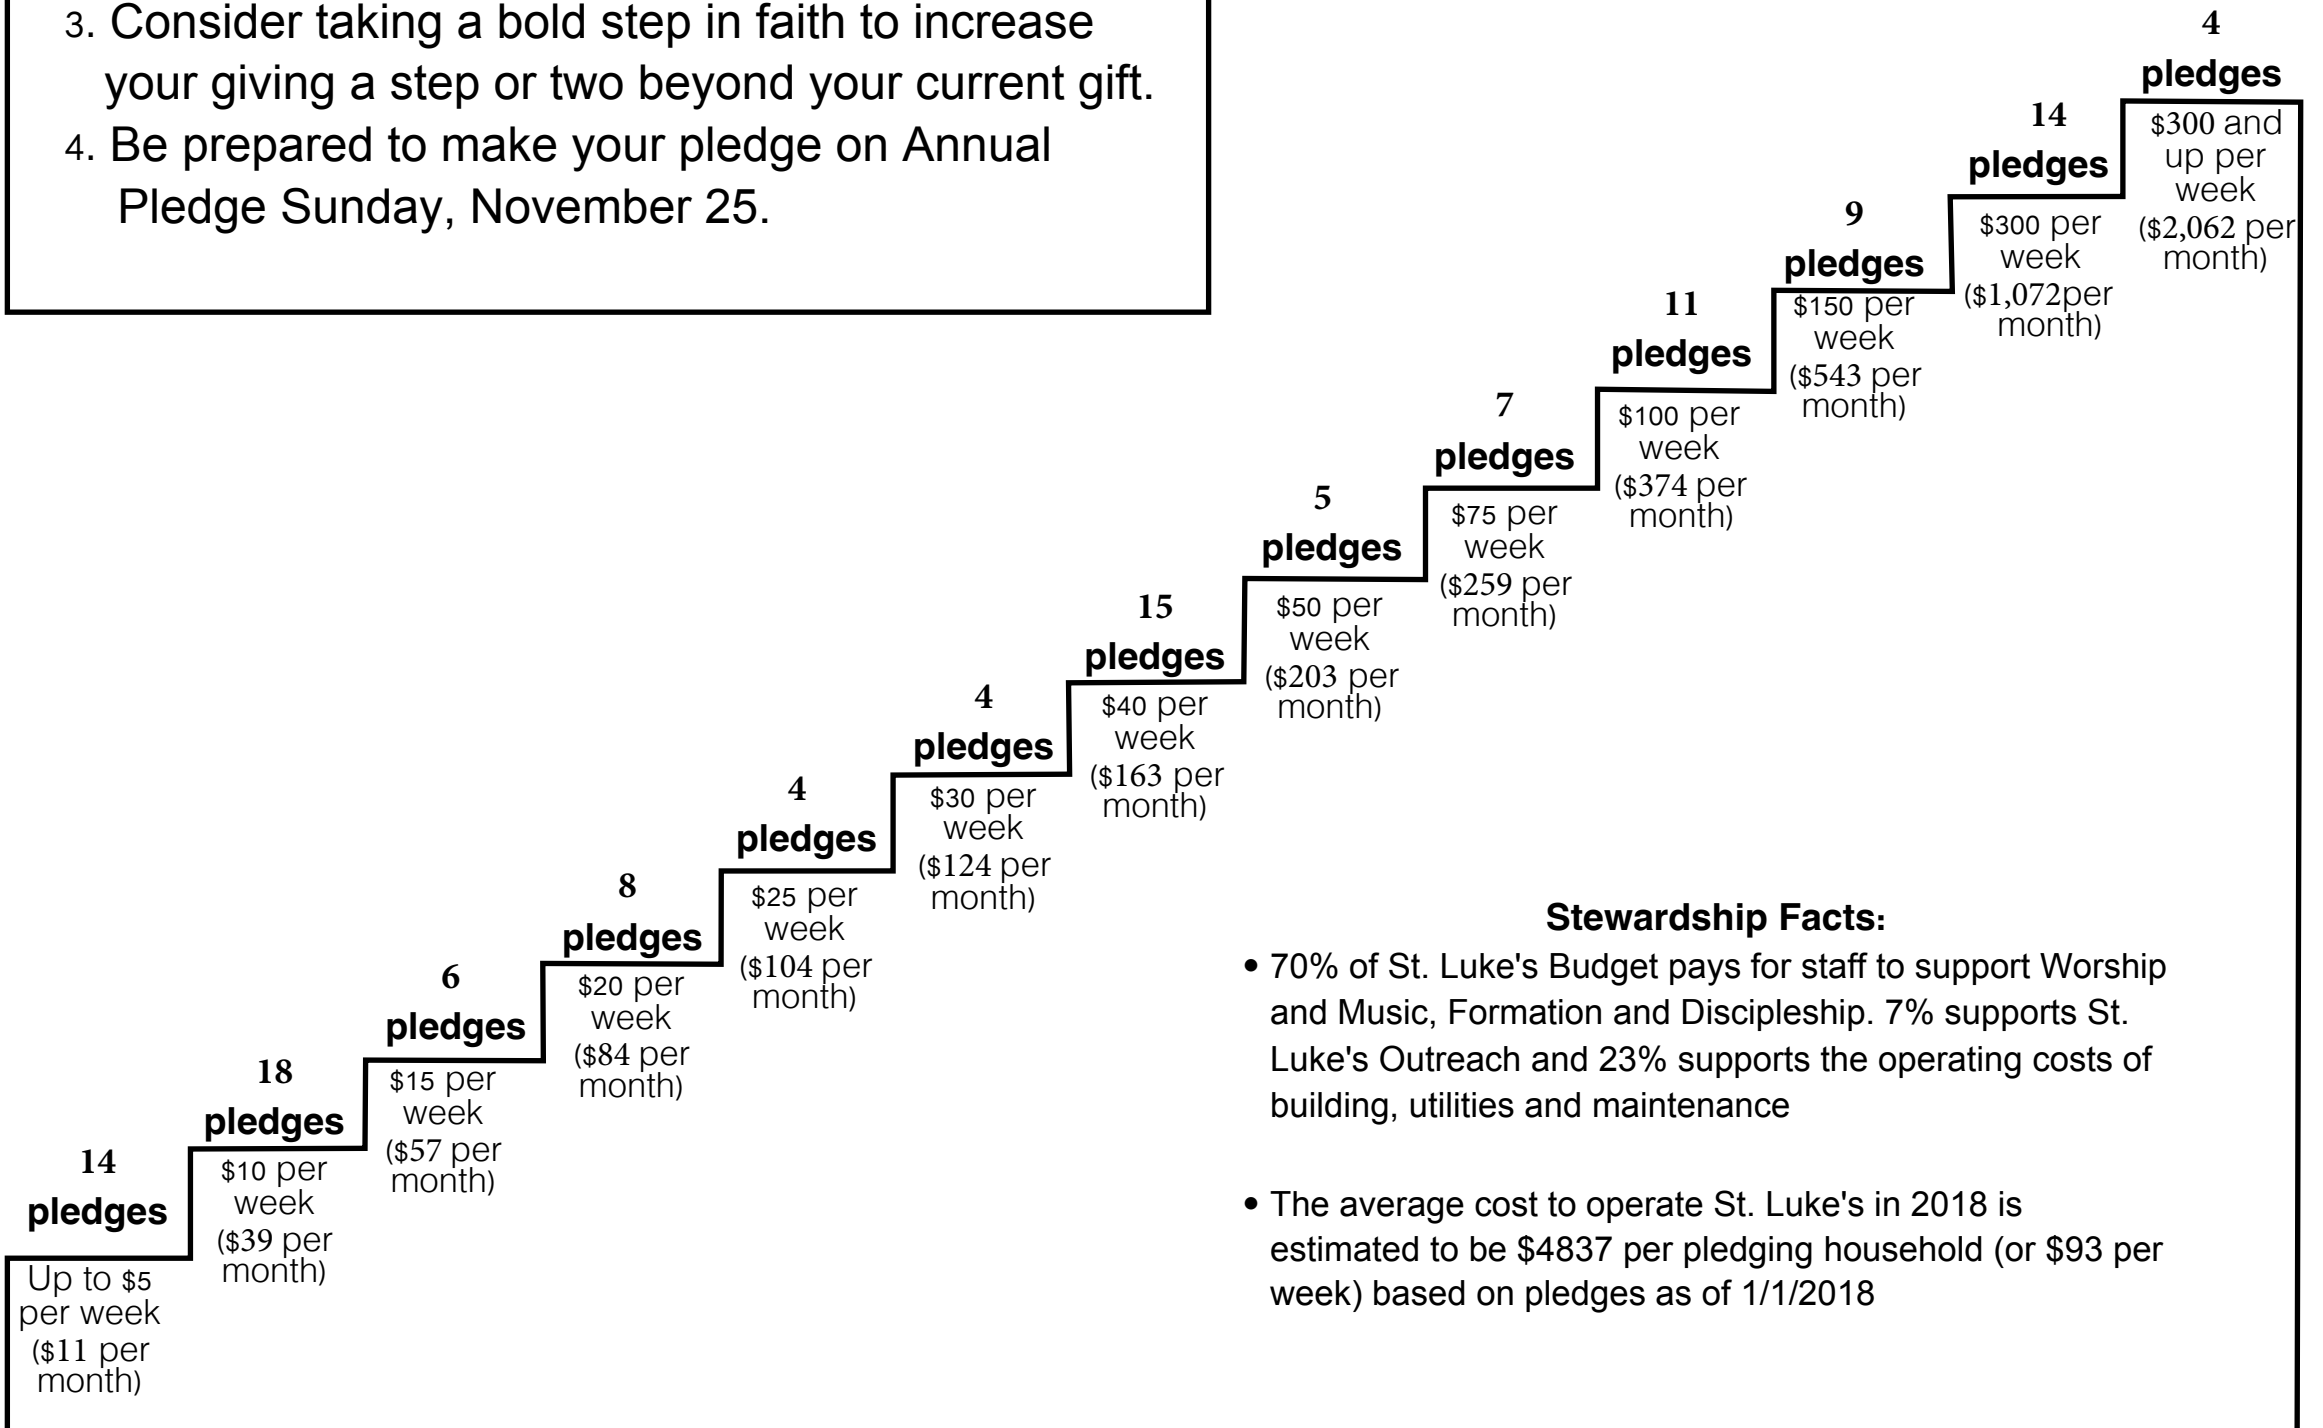 3. Consider taking a bold step in faith to increase
your giving a step or two beyond your current gift.
4. Be prepared to make your pledge on Annual
Pledge Sunday, November 25.
4
pledges
$300 and
up per
week
($2,062 per
month)
14
pledges
$300 per
week
($1,072per
month)
9
pledges
$150 per
week
($543 per
month)
11
pledges
$100 per
week
($374 per
month)
7
pledges
$75 per
week
($259 per
month)
5
pledges
$50 per
week
($203 per
month)
15
pledges
$40 per
week
($163 per
month)
4
pledges
$30 per
week
($124 per
month)
4
pledges
$25 per
week
($104 per
month)
8
pledges
$20 per
week
($84 per
month)
6
pledges
$15 per
week
($57 per
month)
18
pledges
$10 per
week
($39 per
month)
14
pledges
Up to $5
per week
($11 per
month)
Stewardship Facts:
• 70% of St. Luke's Budget pays for staff to support Worship
and Music, Formation and Discipleship. 7% supports St.
Luke's Outreach and 23% supports the operating costs of
building, utilities and maintenance
• The average cost to operate St. Luke's in 2018 is
estimated to be $4837 per pledging household (or $93 per
week) based on pledges as of 1/1/2018